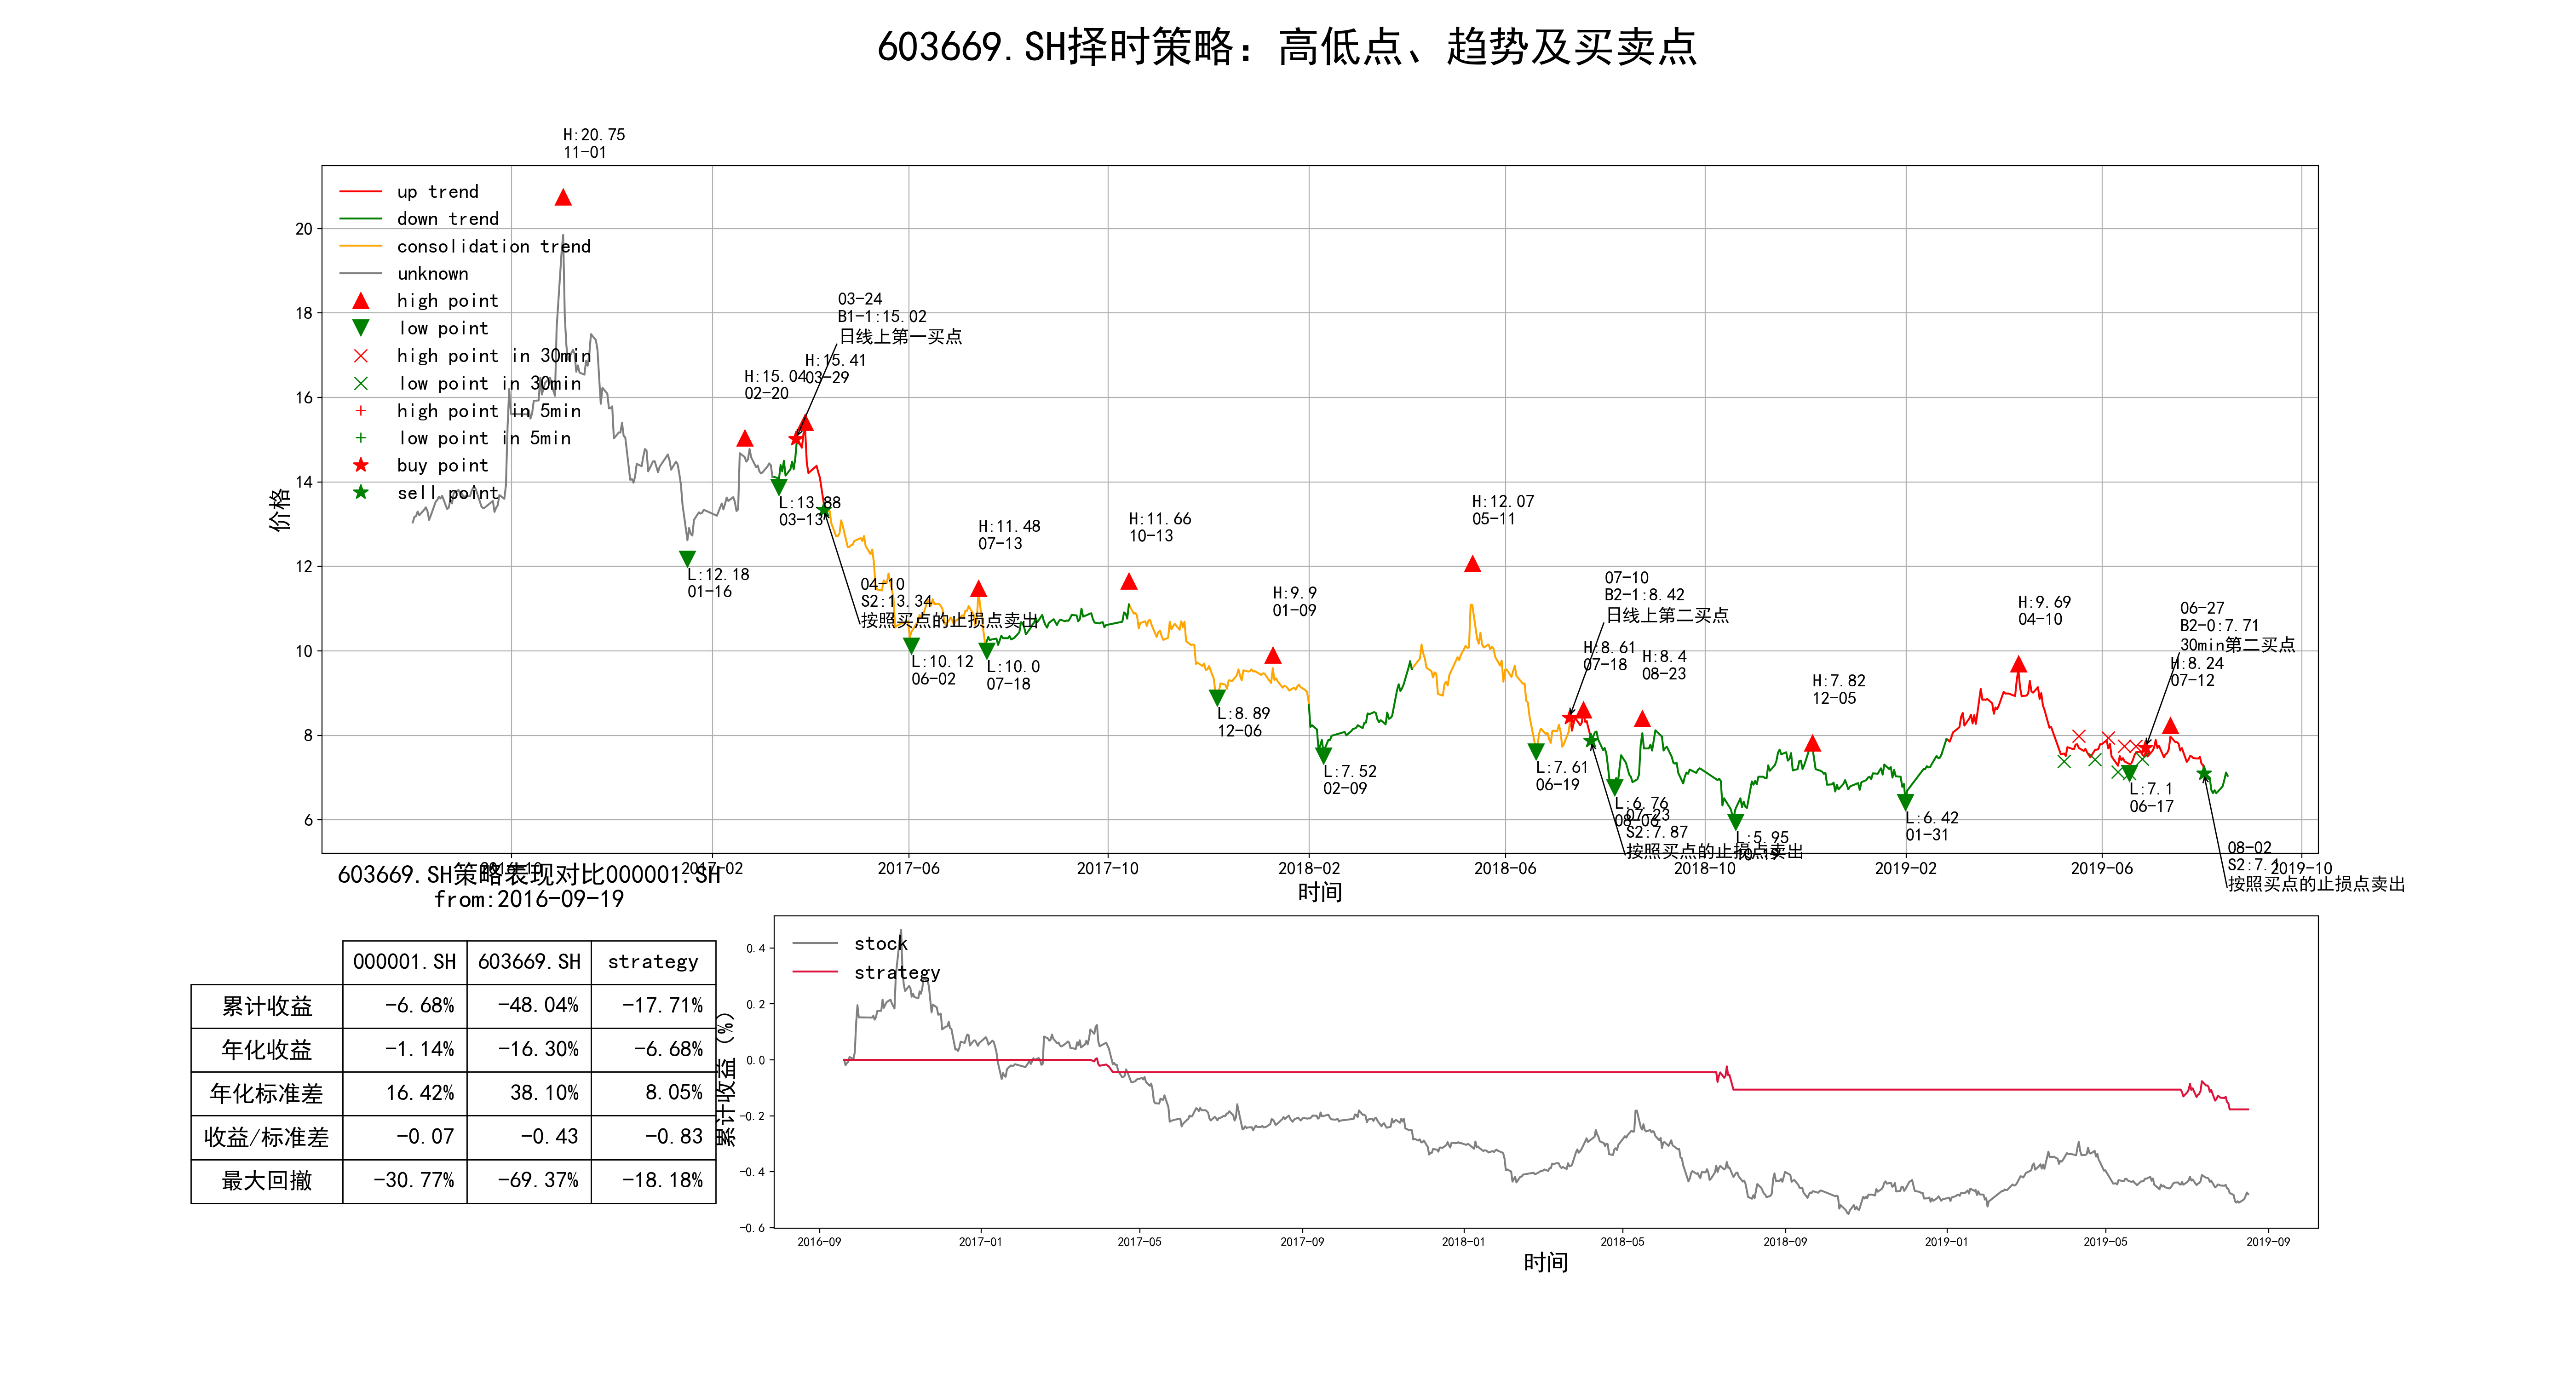 603669.SH择时策略：高低点、趋势及买卖点
H:20.75
11-01
up trend
down trend
consolidation trend
unknown
high point
low point
high point in 30min
low point in 30min
high point in 5min
low point in 5min
buy point
sell point
价格
20
18
16
14
12
10
8
6
L:12.18
01-16
H:15.04
02-20
L:13.88
03-13
03-24
B1-1:15.02
日线上第一买点
H:15.41
03-29
04-10
S2:13.34
按照买点的止损点卖出
L:10.12
06-02
H:11.48
07-13
L:10.0
07-18
H:11.66
10-13
L:8.89
12-06
H:9.9
01-09
L:7.52
02-09
H:12.07
05-11
L:7.61
06-19
07-10
B2-1:8.42
日线上第二买点
H:8.61
07-18
07-23
S2:7.87
按照买点的止损点卖出
L:6.76
08-06
H:8.4
08-23
L:5.95
H:7.82
12-05
L:6.42
01-31
H:9.69
04-10
L:7.1
06-17
06-27
B2-0:7.71
30min第二买点
H:8.24
07-12
08-02
S2:7.1
按照买点的止损点卖出
2016-10
2017-02
2017-06
2017-10
2018-02
2018-06
2018-10
2019-02
2019-06
2019-10
时间
603669.SH策略表现对比000001.SH
from:2016-09-19
000001.SH 603669.SH strategy
累计收益 -6.68% -48.04% -17.71%
年化收益 -1.14% -16.30% -6.68%
年化标准差 16.42% 38.10% 8.05%
收益/标准差 -0.07 -0.43 -0.83
最大回撤 -30.77% -69.37% -18.18%
累计收益（%）
stock
strategy
0.4
0.2
0.0
-0.2
-0.4
-0.6
2016-09
2017-01
2017-05
2017-09
2018-01
2018-05
2018-09
2019-01
2019-05
2019-09
时间